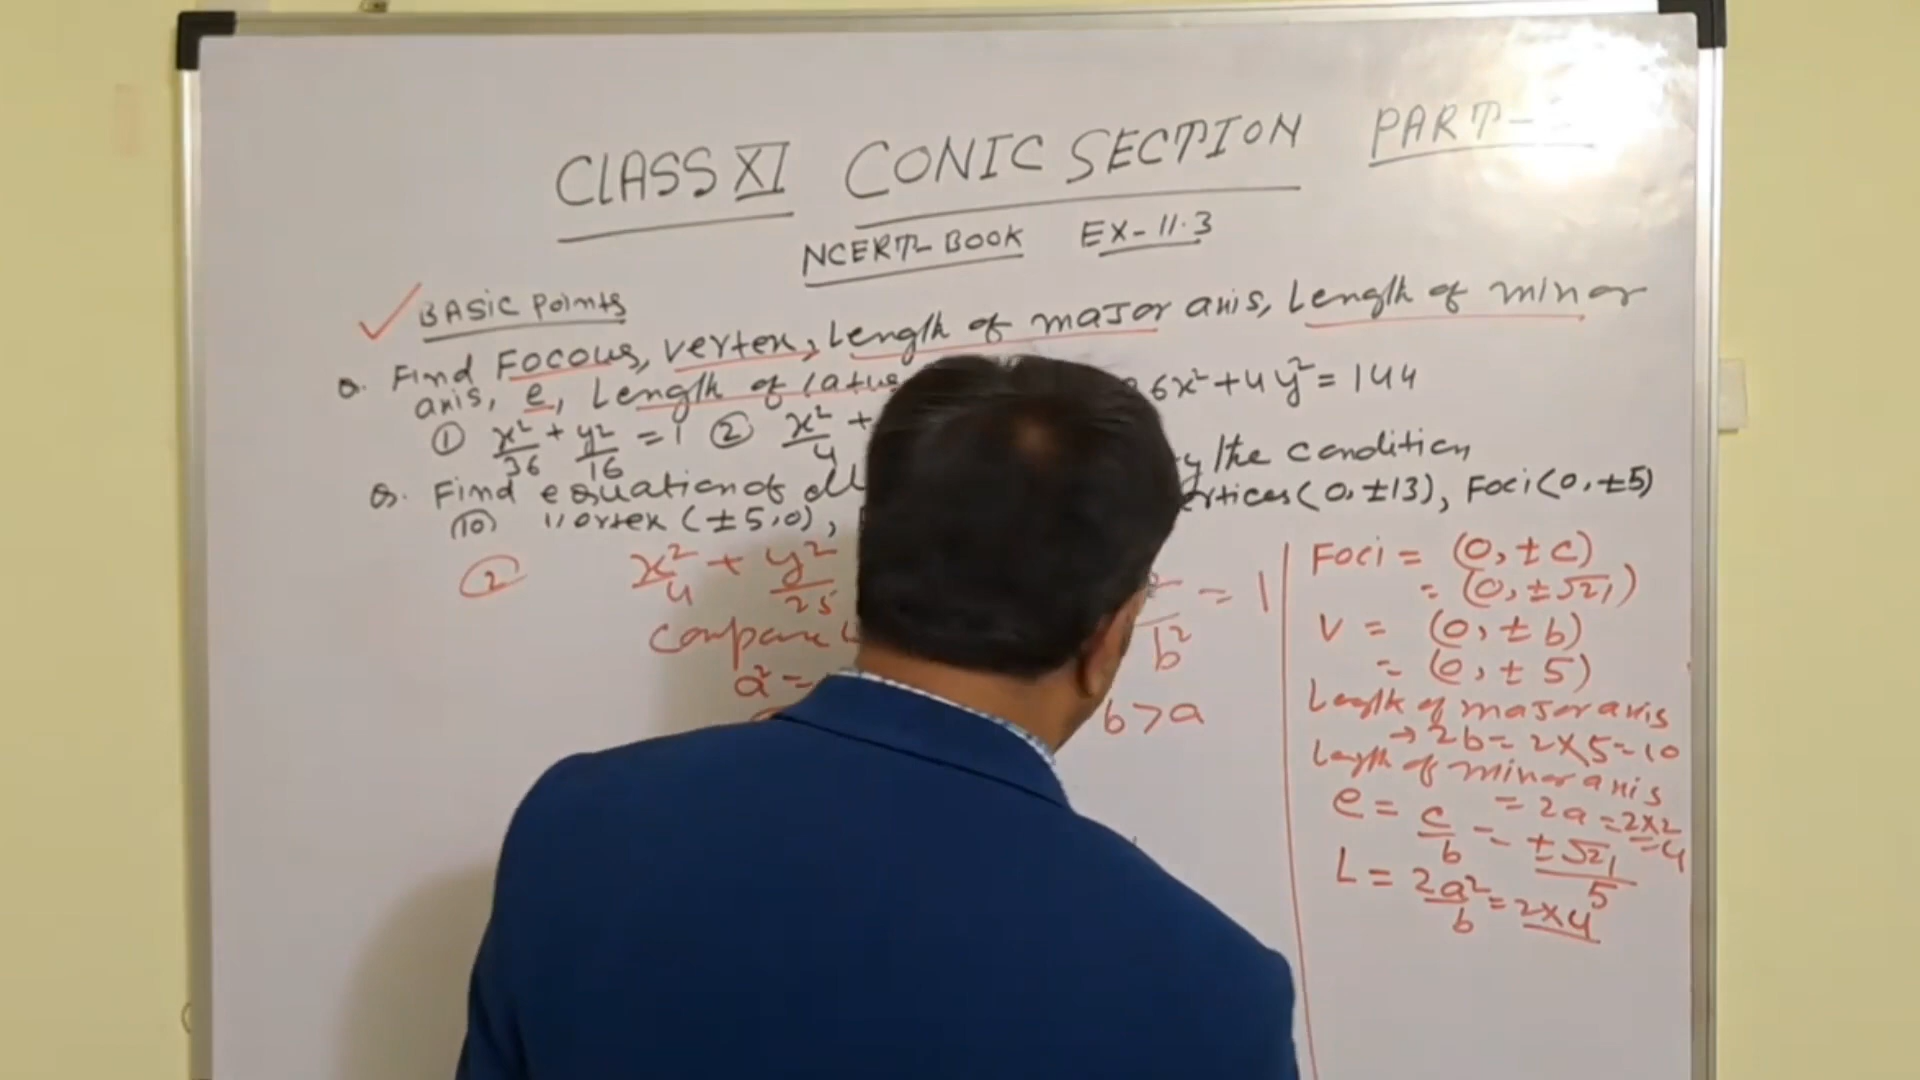 CLASS XI CONIC SECTION PART-
NCERT-BOOK EX-11.3
✓ BASIC Points
Q. Find Focous, vertex, Length of major axis, Length of minor
axis, e, Length of latus 6x² + 4y² = 144
① x²/36 + y²/16 = 1 ② x²/4 +
Q. Find equation of ell the condition
⑩ Vertex (±5,0), rtices (0, ±13), Foci (0, ±5)
② x²/4 + y²/25
compare
a² =
/b² = 1
b > a
Foci = (0, ± c)
= (0, ±√21)
V = (0, ± b)
= (0, ± 5)
Length of major axis
→ 2b = 2×5 = 10
Length of minor axis
= 2a = 2×2
= 4
e = c/b = ±√21/5
L = 2a²/b = 2×4